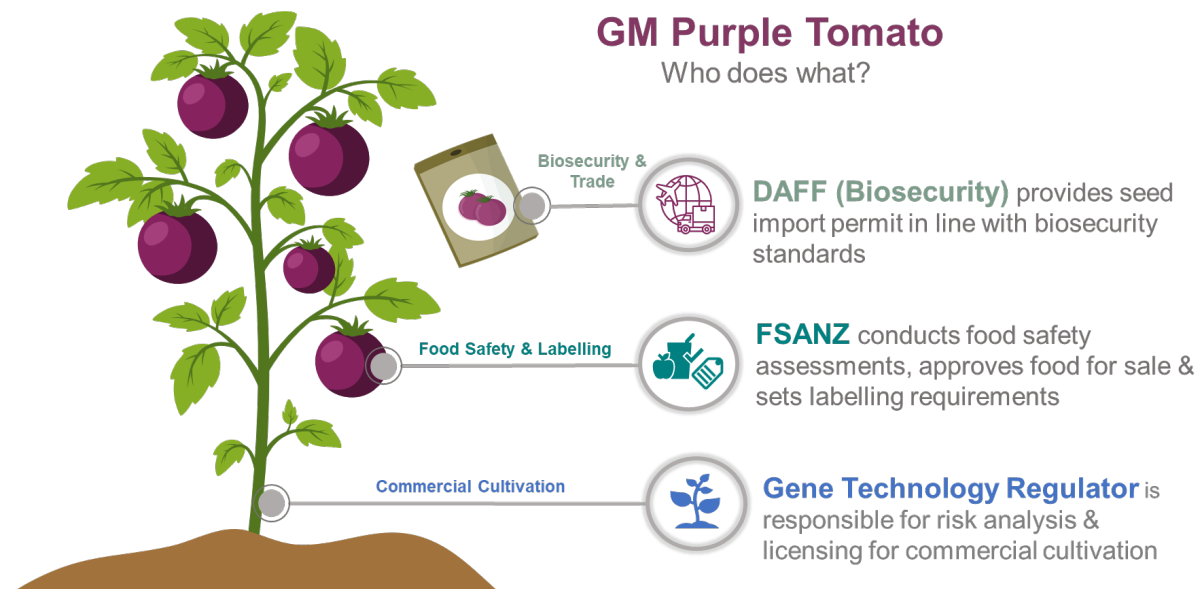 GM Purple Tomato
Who does what?
Biosecurity &
Trade
DAFF (Biosecurity) provides seed
import permit in line with biosecurity
standards
Food Safety & Labelling
FSANZ conducts food safety
assessments, approves food for sale &
sets labelling requirements
Commercial Cultivation
Gene Technology Regulator is
responsible for risk analysis &
licensing for commercial cultivation